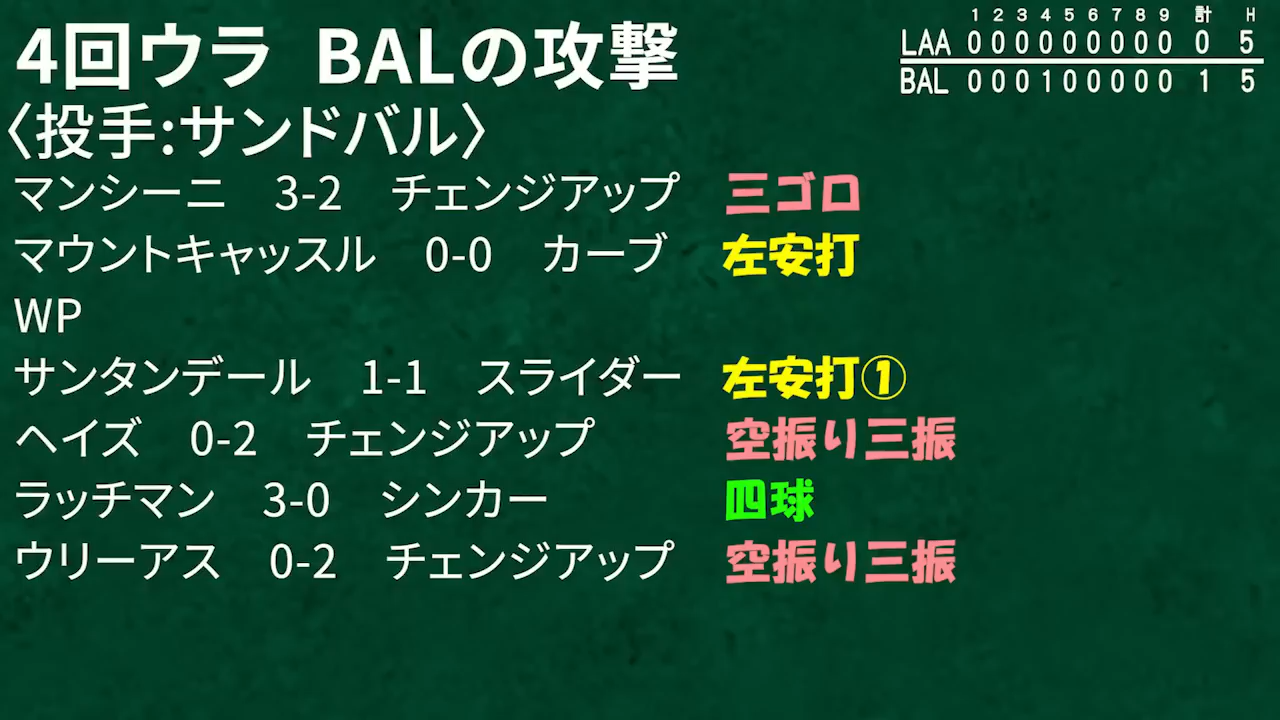 4回ウラ BALの攻撃
1 2 3 4 5 6 7 8 9 計 H
LAA 0 0 0 0 0 0 0 0 0 0 5
BAL 0 0 0 1 0 0 0 0 0 1 5
〈投手:サンドバル〉
マンシーニ 3-2 チェンジアップ 三ゴロ
マウントキャッスル 0-0 カーブ 左安打
WP
サンタンデール 1-1 スライダー 左安打①
ヘイズ 0-2 チェンジアップ 空振り三振
ラッチマン 3-0 シンカー 四球
ウリーアス 0-2 チェンジアップ 空振り三振